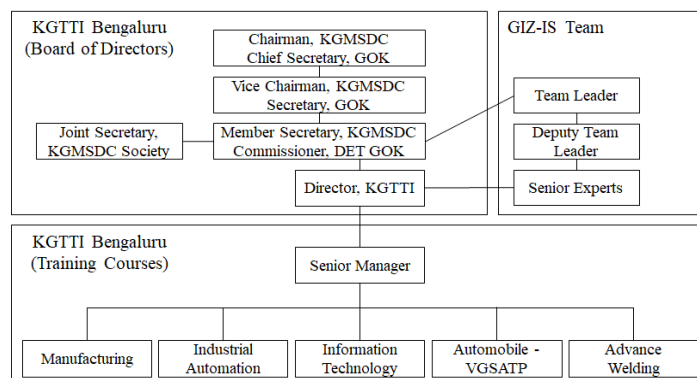 KGTTI Bengaluru
(Board of Directors)
Chairman, KGMSDC
Chief Secretary, GOK
Vice Chairman, KGMSDC
Secretary, GOK
Joint Secretary,
KGMSDC Society
Member Secretary, KGMSDC
Commissioner, DET GOK
Director, KGTTI
GIZ-IS Team
Team Leader
Deputy Team
Leader
Senior Experts
KGTTI Bengaluru
(Training Courses)
Senior Manager
Manufacturing
Industrial
Automation
Information
Technology
Automobile -
VGSATP
Advance
Welding